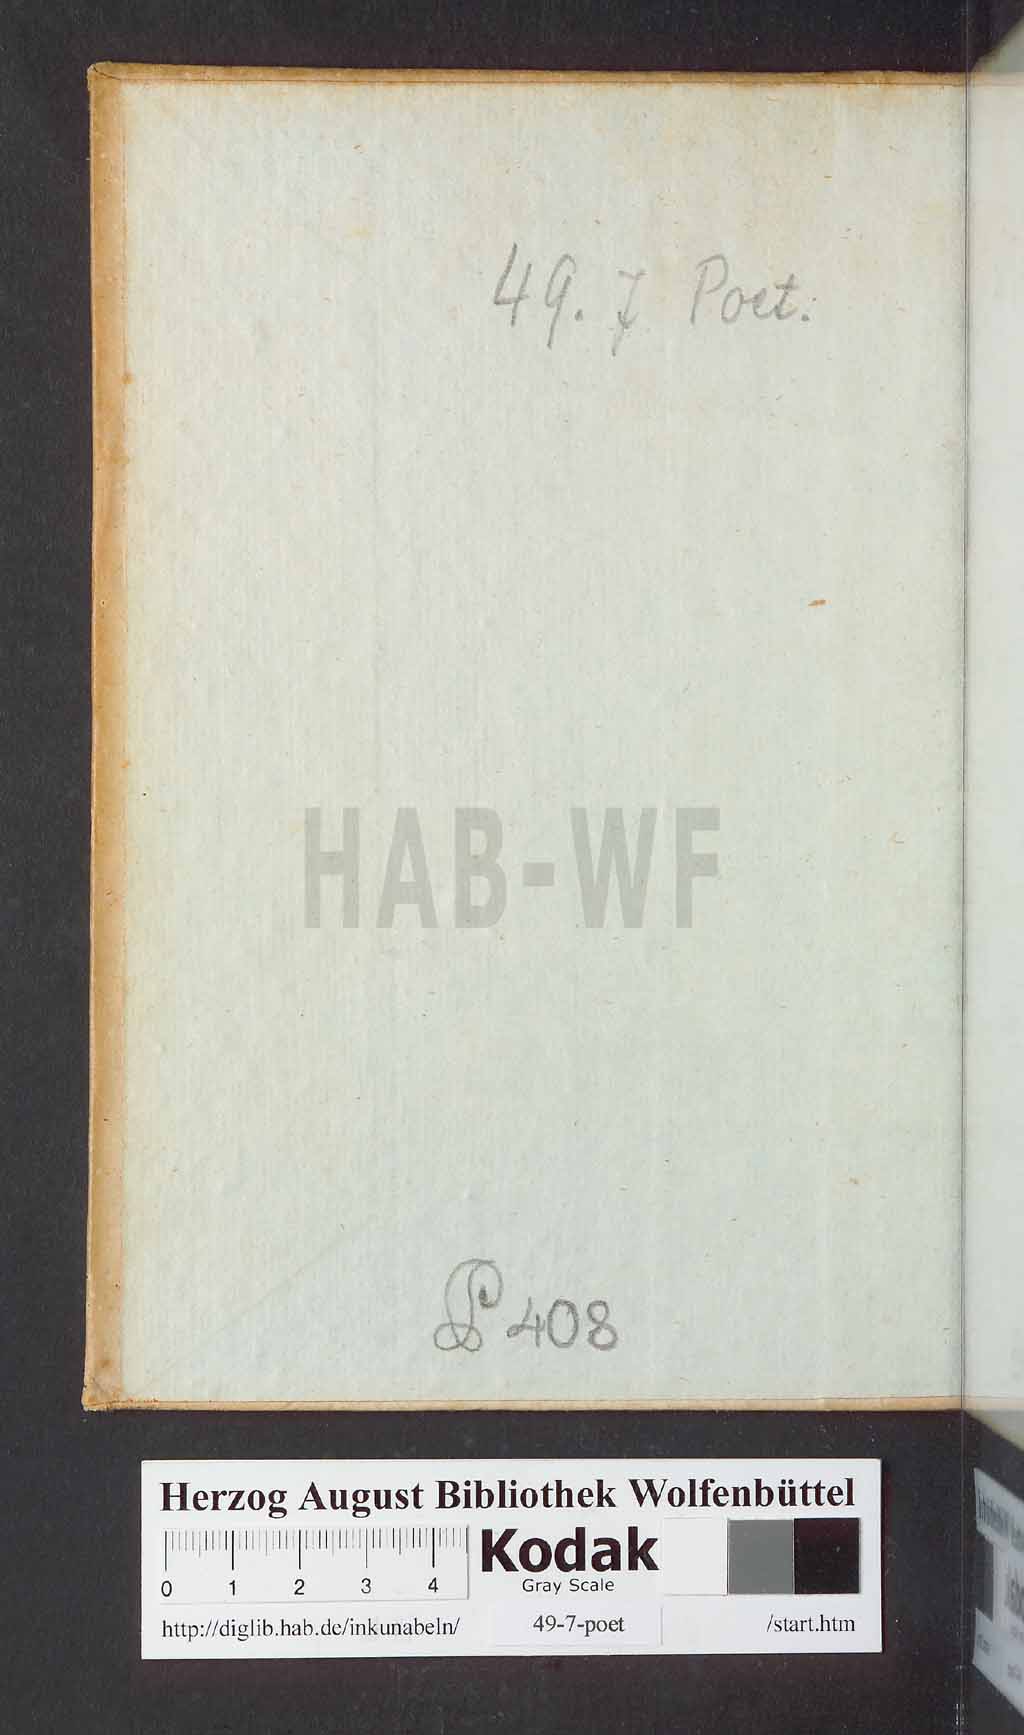 49. 7 Poet.
HAB-WF
P 408
Herzog August Bibliothek Wolfenbüttel
0 1 2 3 4
Kodak
Gray Scale
http://diglib.hab.de/inkunabeln/ 49-7-poet /start.htm